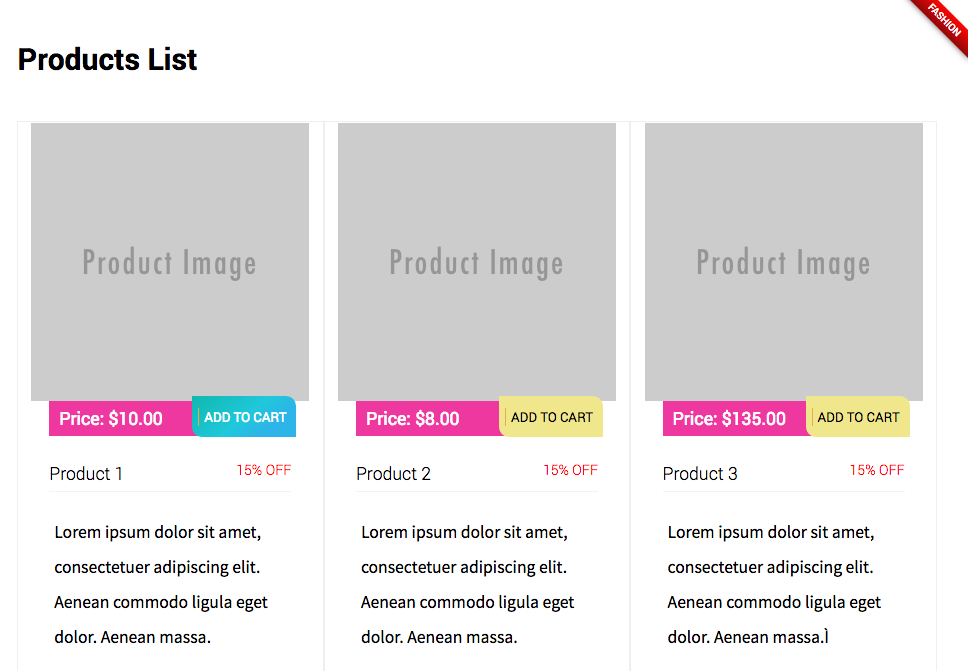 FASHION
Products List
Product Image
Price: $10.00
ADD TO CART
Product 1
15% OFF
Lorem ipsum dolor sit amet,
consectetuer adipiscing elit.
Aenean commodo ligula eget
dolor. Aenean massa.
Product Image
Price: $8.00
ADD TO CART
Product 2
15% OFF
Lorem ipsum dolor sit amet,
consectetuer adipiscing elit.
Aenean commodo ligula eget
dolor. Aenean massa.
Product Image
Price: $135.00
ADD TO CART
Product 3
15% OFF
Lorem ipsum dolor sit amet,
consectetuer adipiscing elit.
Aenean commodo ligula eget
dolor. Aenean massa.Ì